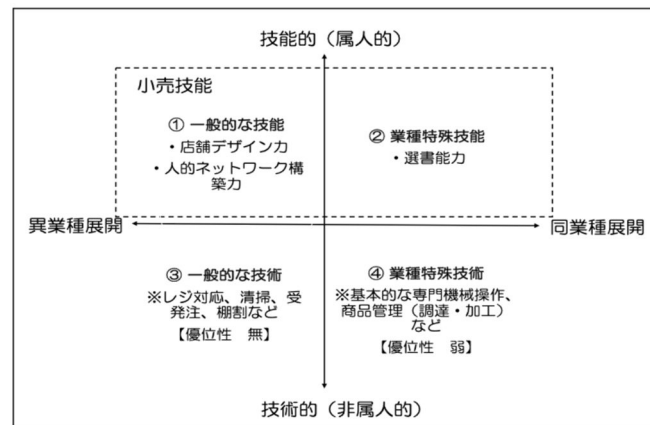 技能的（属人的）
小売技能
① 一般的な技能
・店舗デザイン力
・人的ネットワーク構
築力
② 業種特殊技能
・選書能力
異業種展開
同業種展開
③ 一般的な技術
※レジ対応、清掃、受
発注、棚割など
【優位性　無】
④ 業種特殊技術
※基本的な専門機械操作、
商品管理（調達・加工）
など
【優位性　弱】
技術的（非属人的）